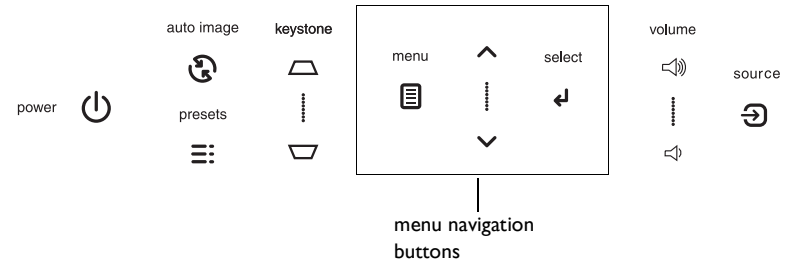 auto image
keystone
volume
menu
select
source
power
presets
menu navigation
buttons